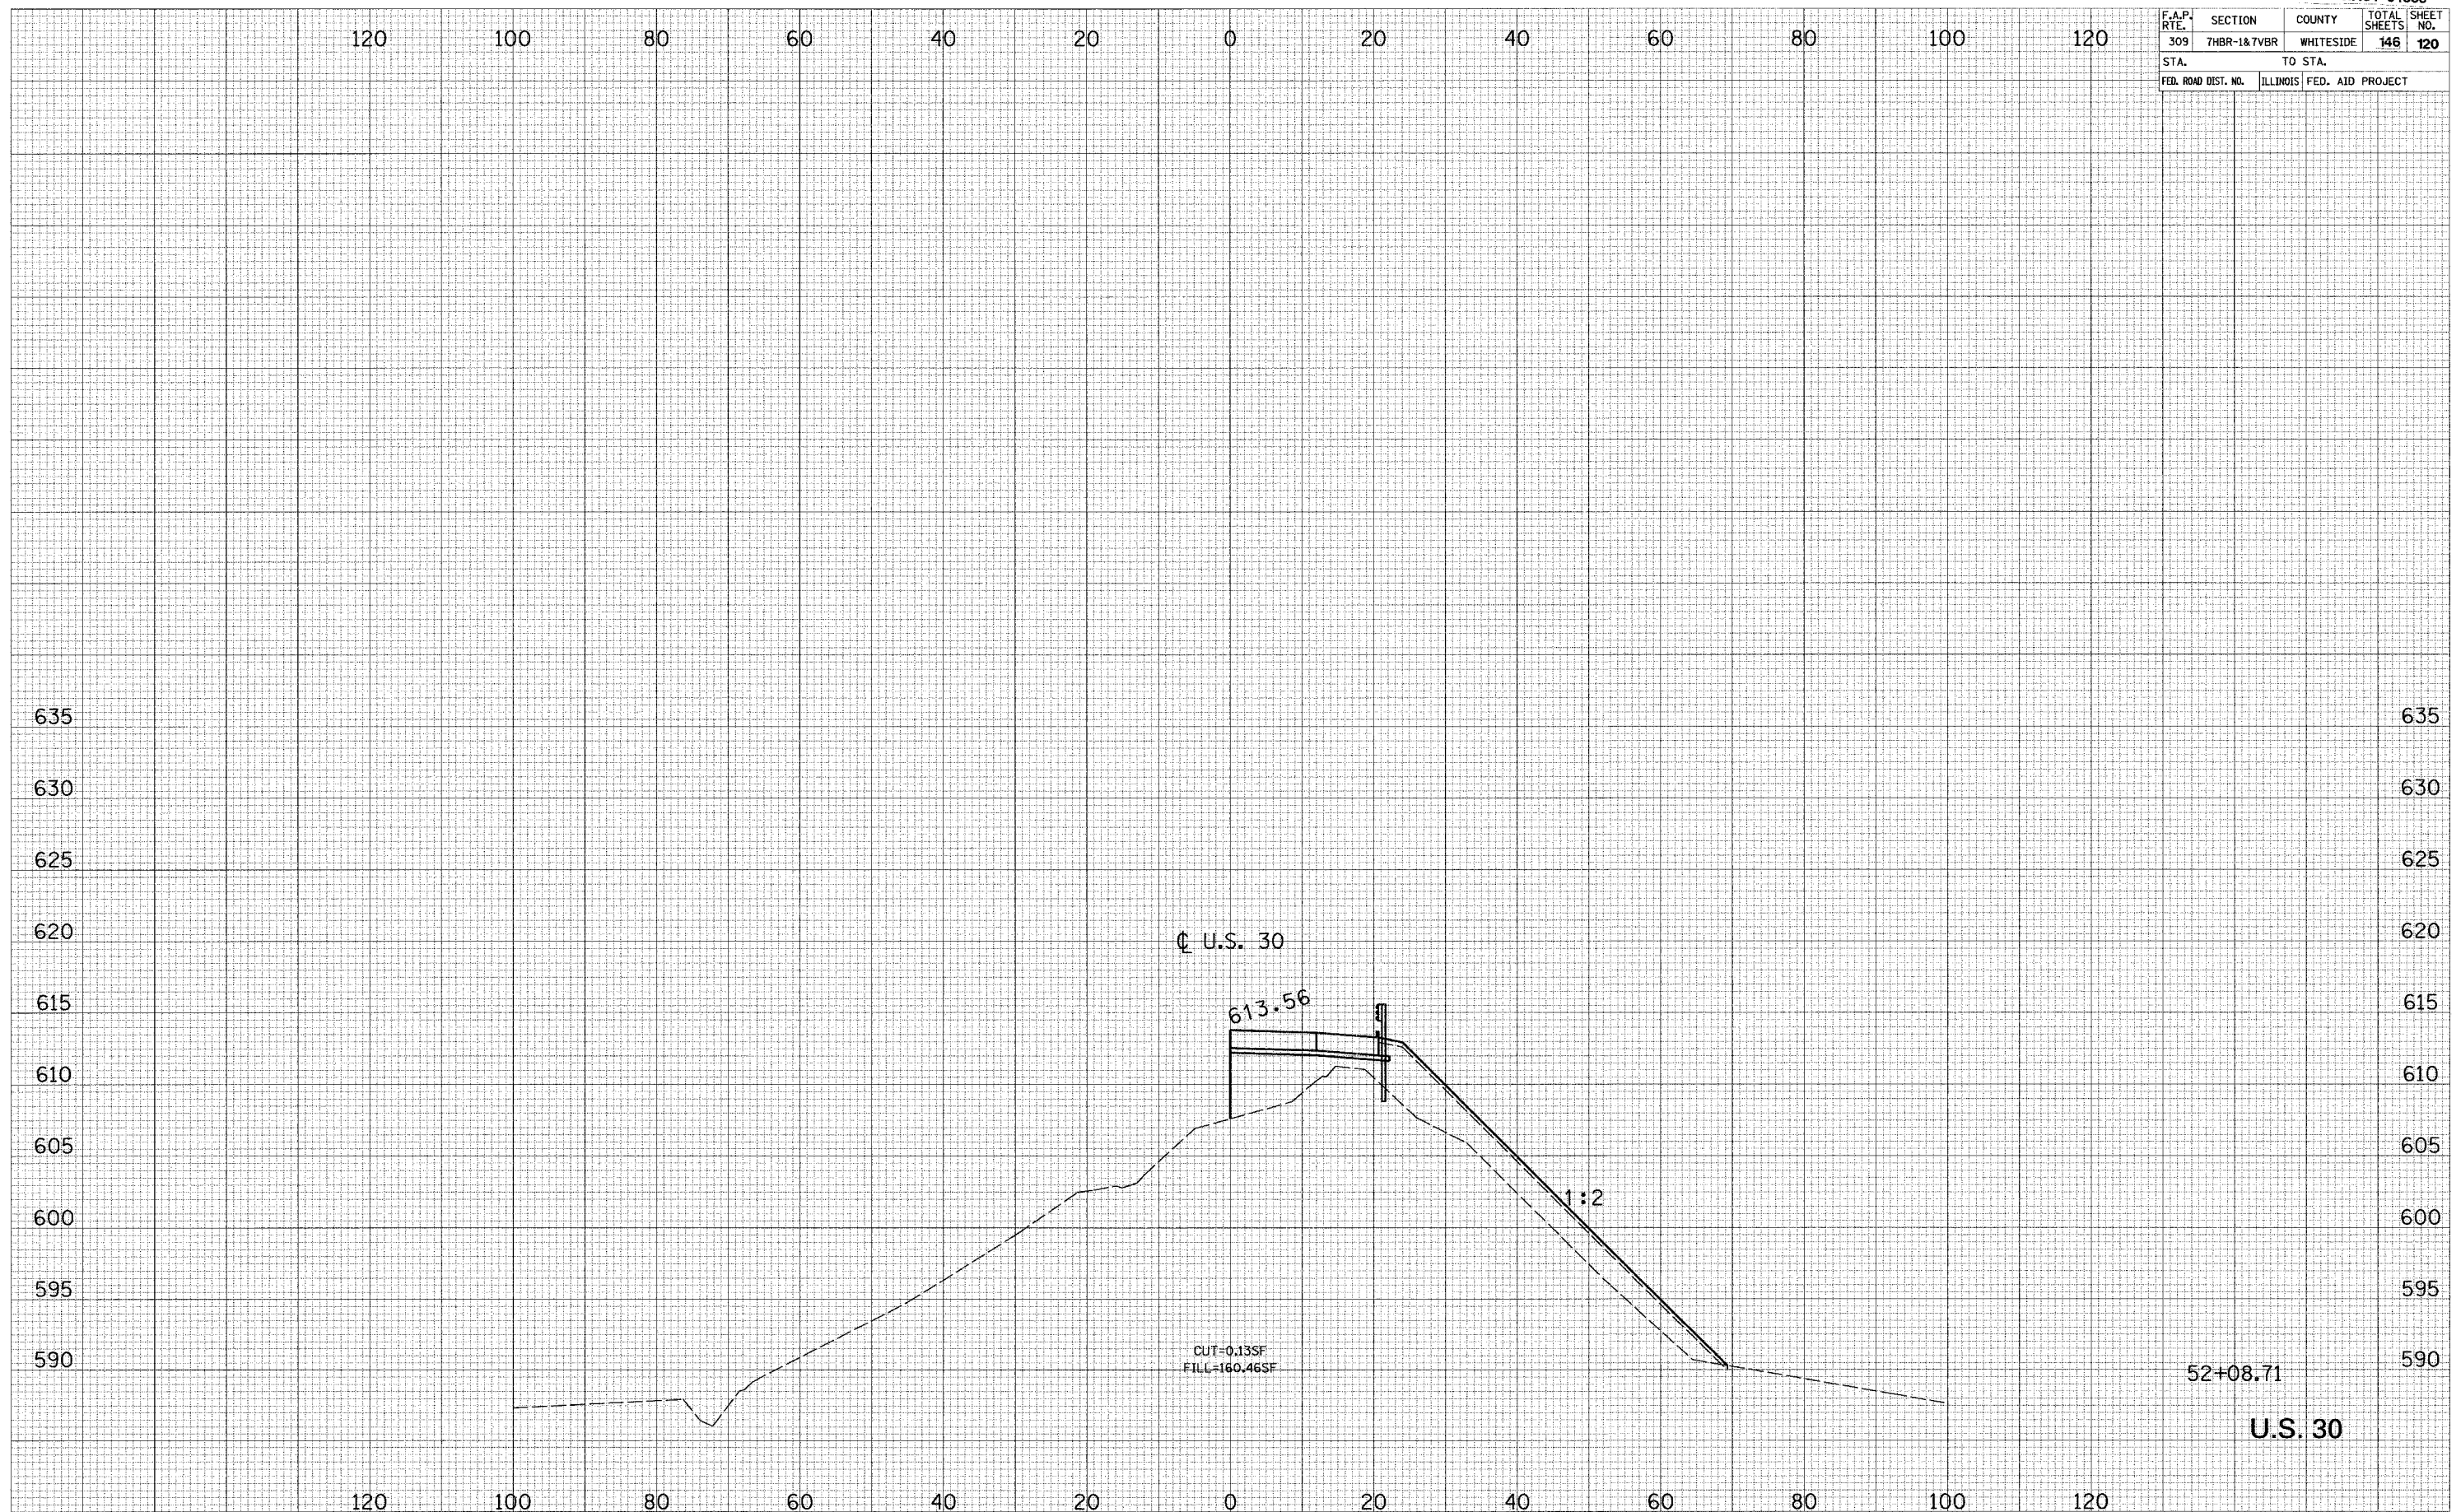 F.A.P. RTE. SECTION COUNTY TOTAL SHEETS SHEET NO.
309 7HBR-1&7VBR WHITESIDE 146 120
STA. TO STA.
FED. ROAD DIST. NO. ILLINOIS FED. AID PROJECT
120 100 80 60 40 20 0 20 40 60 80 100 120
635 635
630 630
625 625
620 620
℄ U.S. 30
615 615
613.56
610 610
605 605
1:2
600 600
595 595
590 590
CUT=0.13SF
FILL=160.46SF
52+08.71
U.S. 30
120 100 80 60 40 20 0 20 40 60 80 100 120